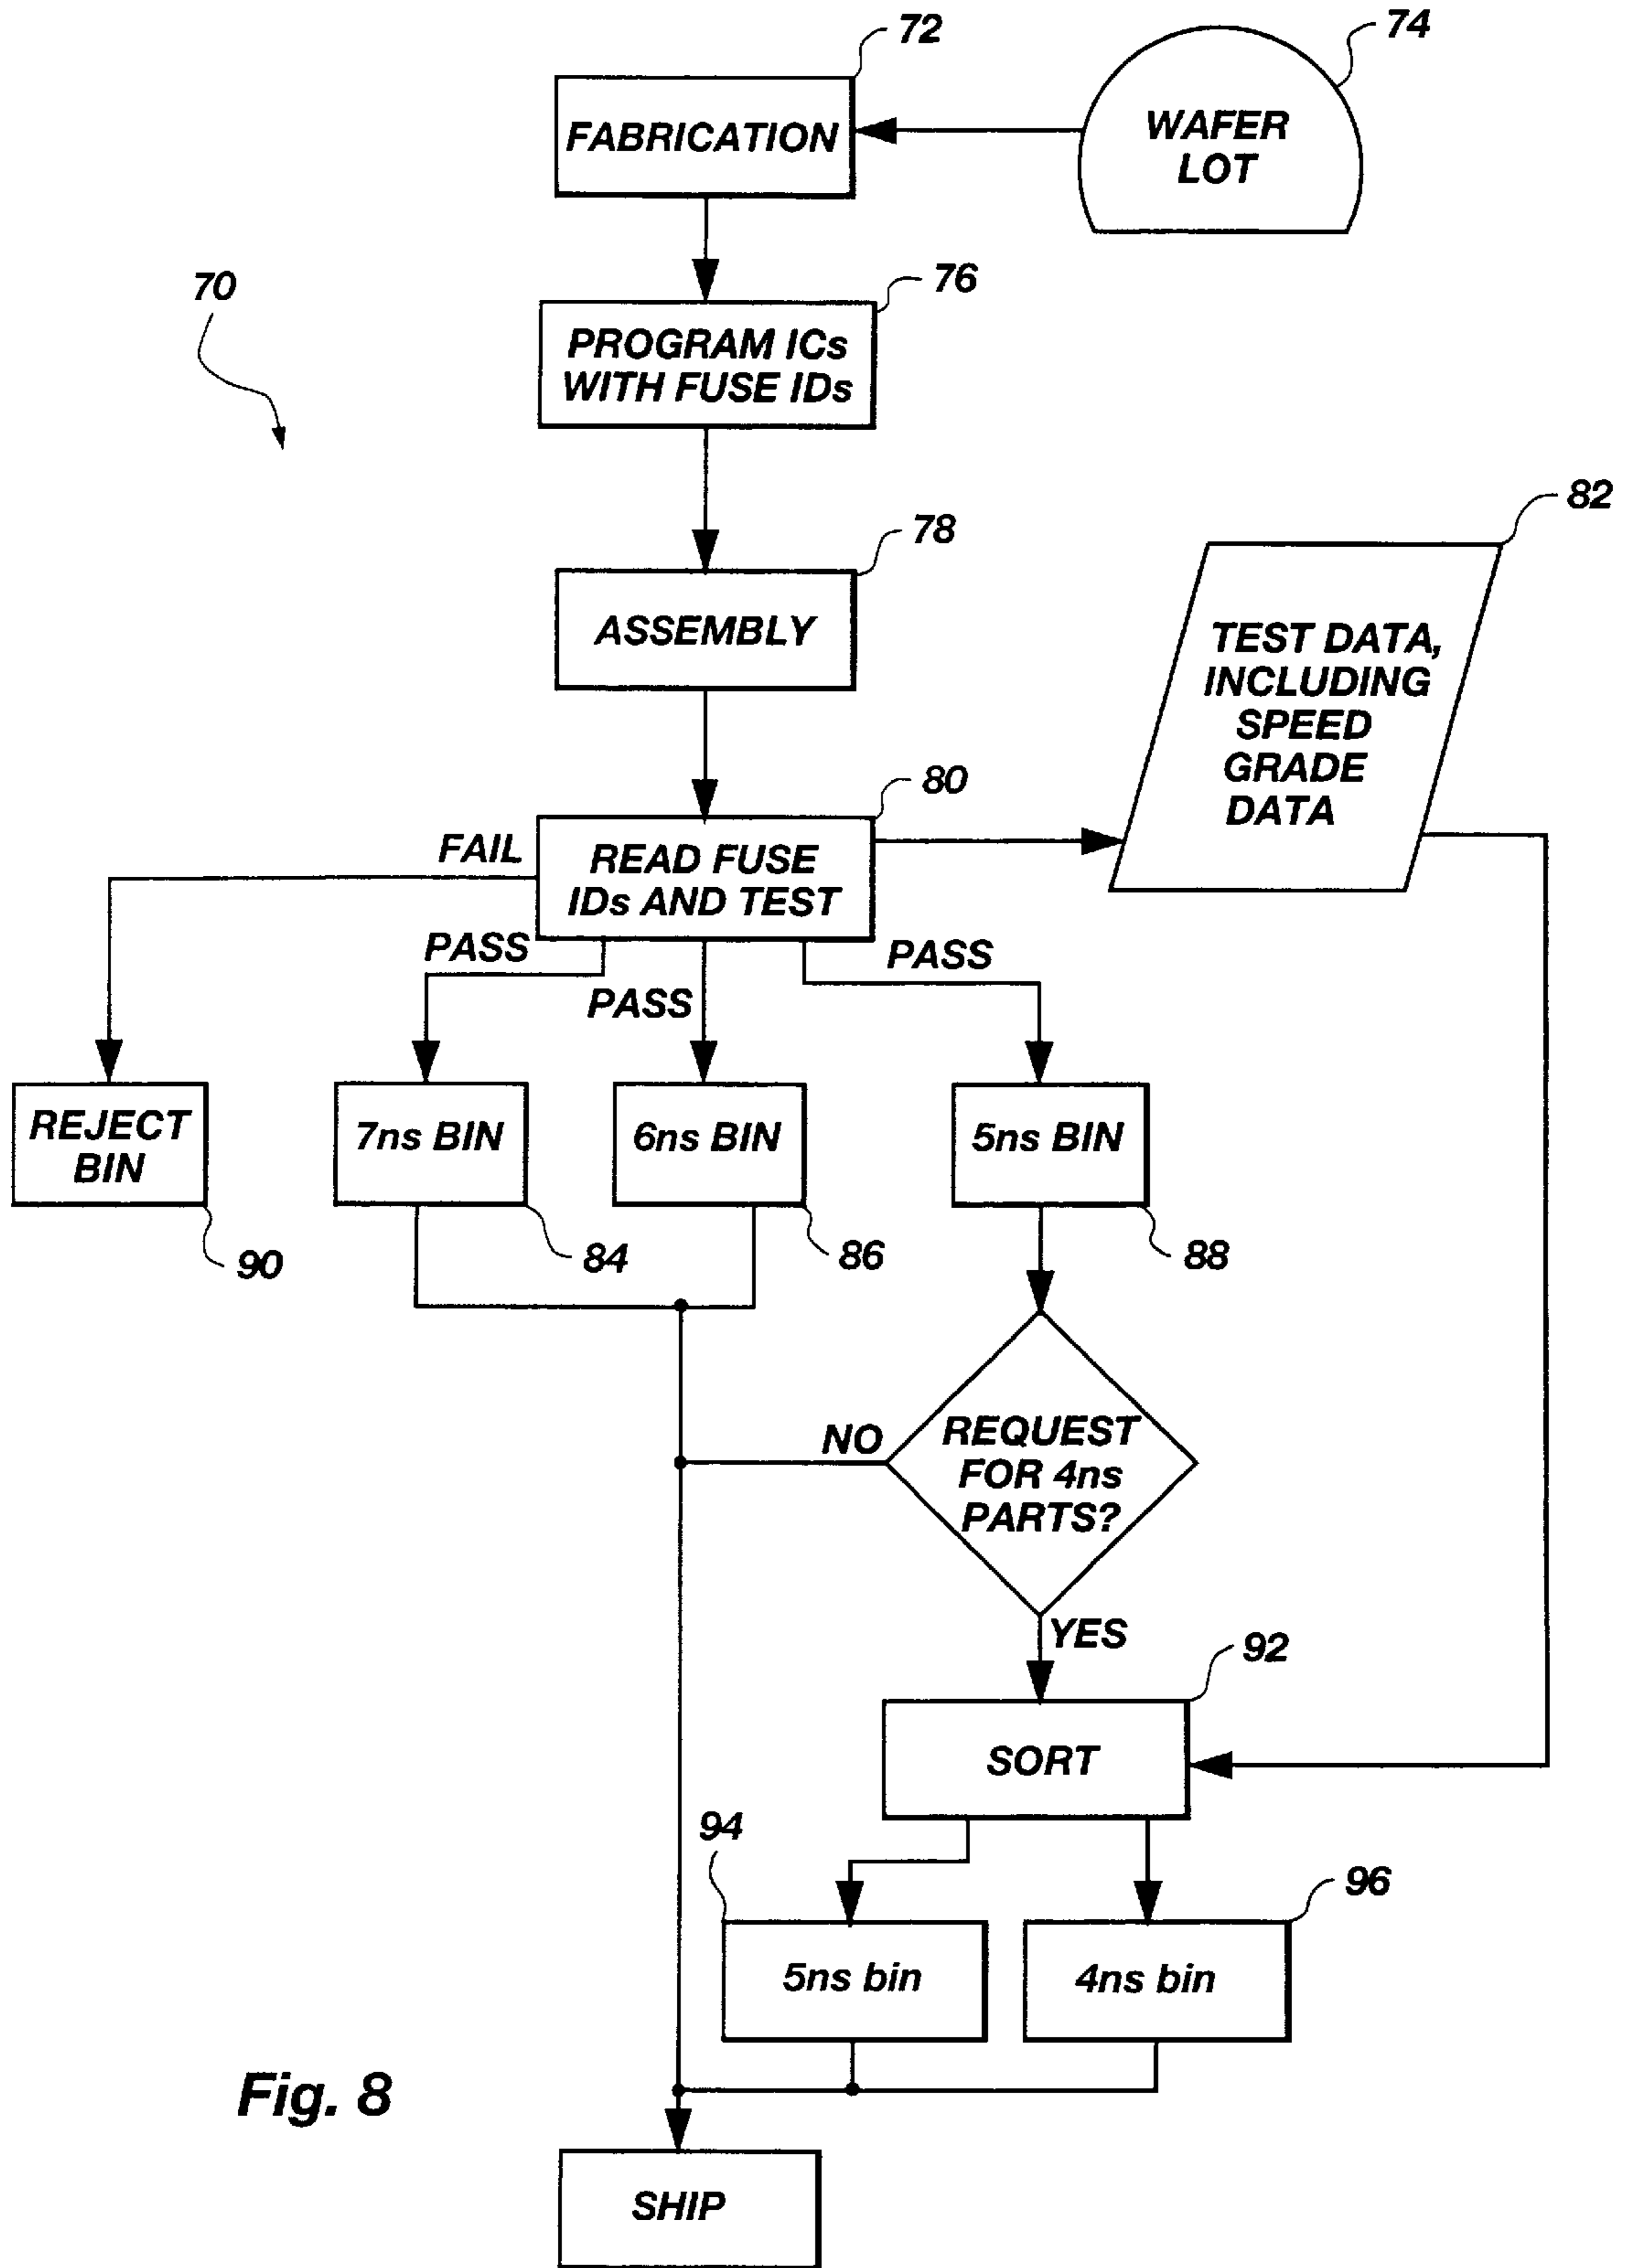 72
74
FABRICATION
WAFER
LOT
70
76
PROGRAM ICs
WITH FUSE IDs
78
82
ASSEMBLY
TEST DATA,
INCLUDING
SPEED
GRADE
DATA
80
FAIL
READ FUSE
IDs AND TEST
PASS
PASS
PASS
REJECT
BIN
7ns BIN
6ns BIN
5ns BIN
90
84
86
88
NO
REQUEST
FOR 4ns
PARTS?
YES
92
SORT
94
96
5ns bin
4ns bin
Fig. 8
SHIP